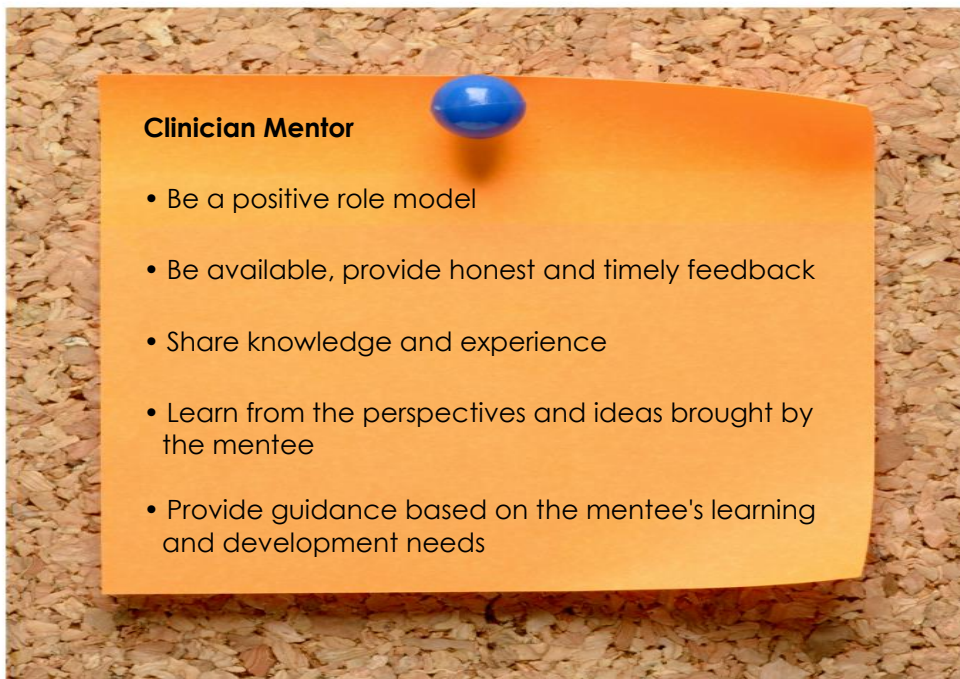 Clinician Mentor
• Be a positive role model
• Be available, provide honest and timely feedback
• Share knowledge and experience
• Learn from the perspectives and ideas brought by
the mentee
• Provide guidance based on the mentee's learning
and development needs